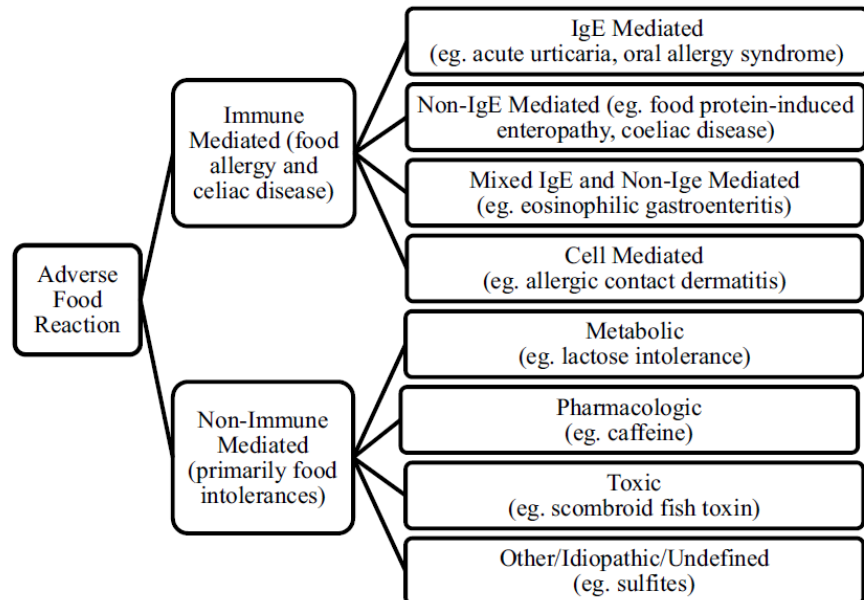 Adverse
Food
Reaction
Immune
Mediated (food
allergy and
celiac disease)
IgE Mediated
(eg. acute urticaria, oral allergy syndrome)
Non-IgE Mediated (eg. food protein-induced
enteropathy, coeliac disease)
Mixed IgE and Non-Ige Mediated
(eg. eosinophilic gastroenteritis)
Cell Mediated
(eg. allergic contact dermatitis)
Non-Immune
Mediated
(primarily food
intolerances)
Metabolic
(eg. lactose intolerance)
Pharmacologic
(eg. caffeine)
Toxic
(eg. scombroid fish toxin)
Other/Idiopathic/Undefined
(eg. sulfites)